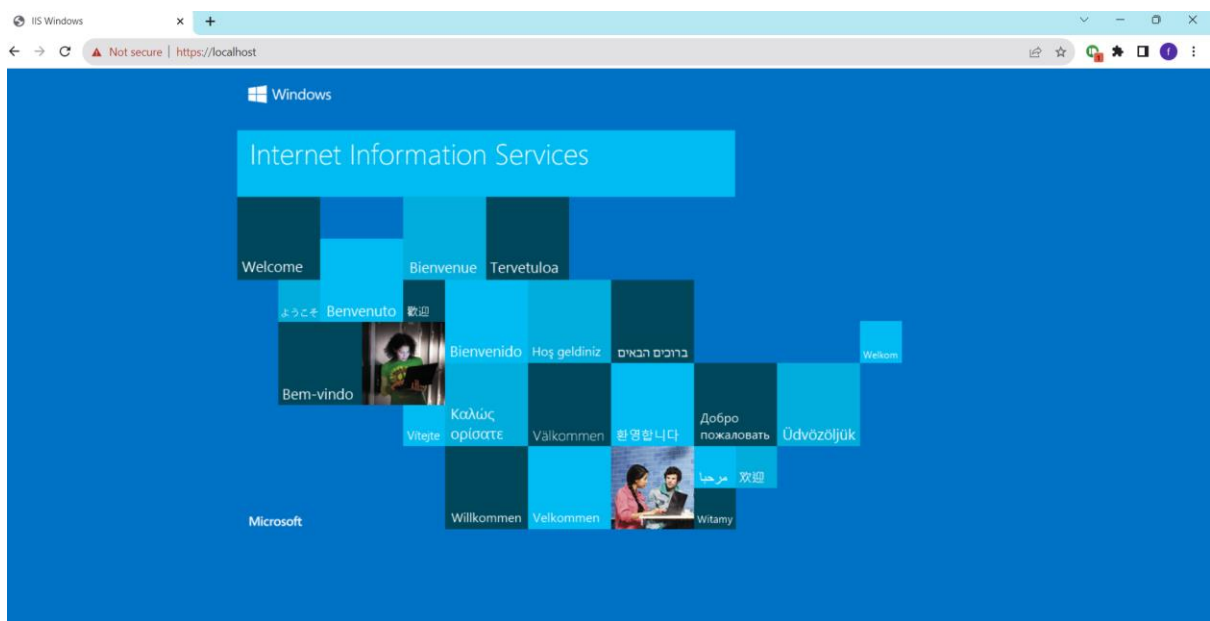 IIS Windows
Not secure | https://localhost
f
1
Windows
Internet Information Services
Welcome
Bienvenue
Tervetuloa
ようこそ
Benvenuto
歡迎
Bienvenido
Hoş geldiniz
ברוכים הבאים
Welkom
Bem-vindo
Vítejte
Καλώς
ορίσατε
Välkommen
환영합니다
Добро
пожаловать
Üdvözöljük
مرحبا
欢迎
Microsoft
Willkommen
Velkommen
Witamy